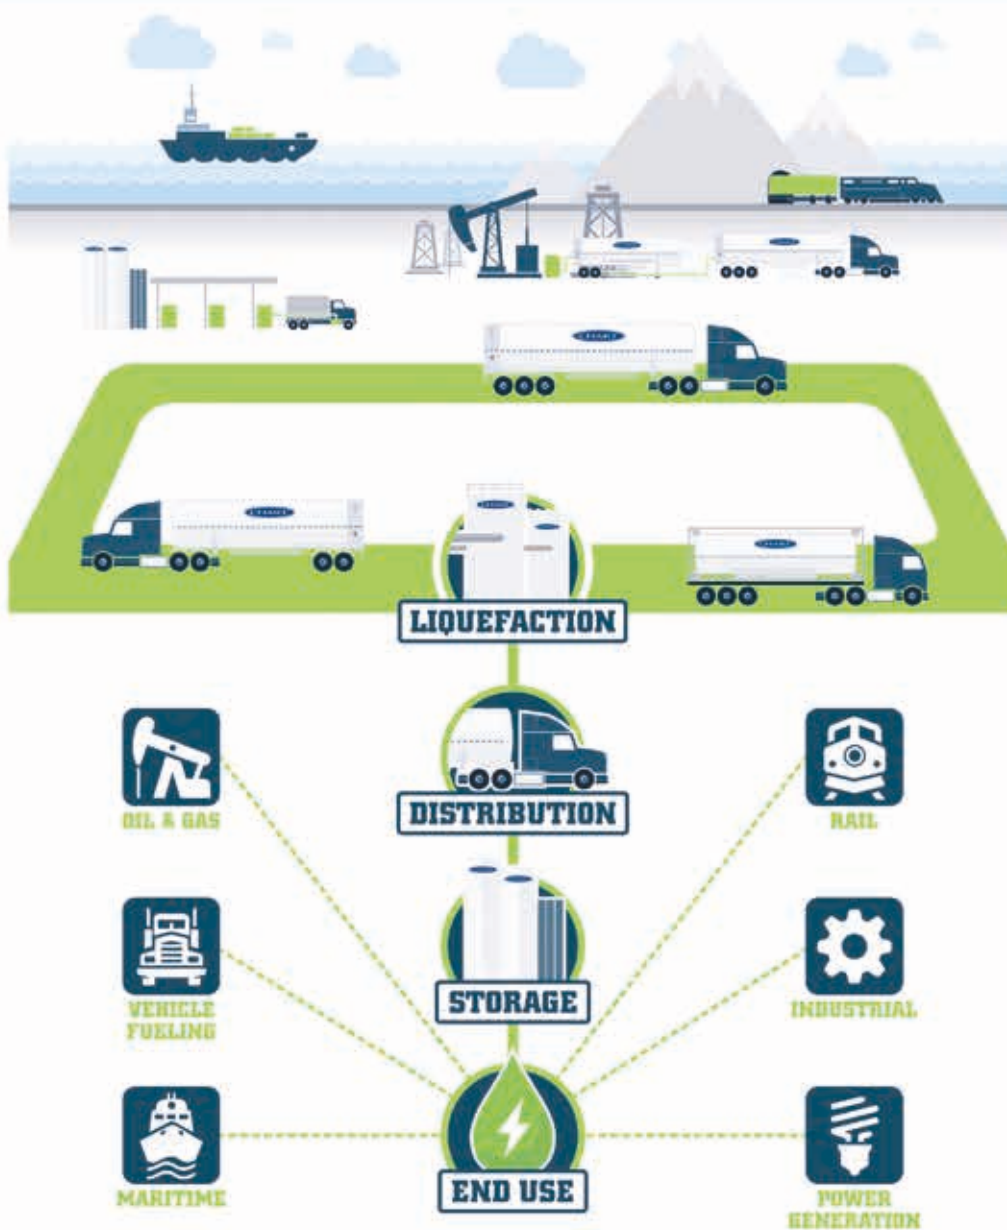 LIQUEFACTION
DISTRIBUTION
OIL & GAS
RAIL
STORAGE
VEHICLE
FUELING
INDUSTRIAL
END USE
MARITIME
POWER
GENERATION